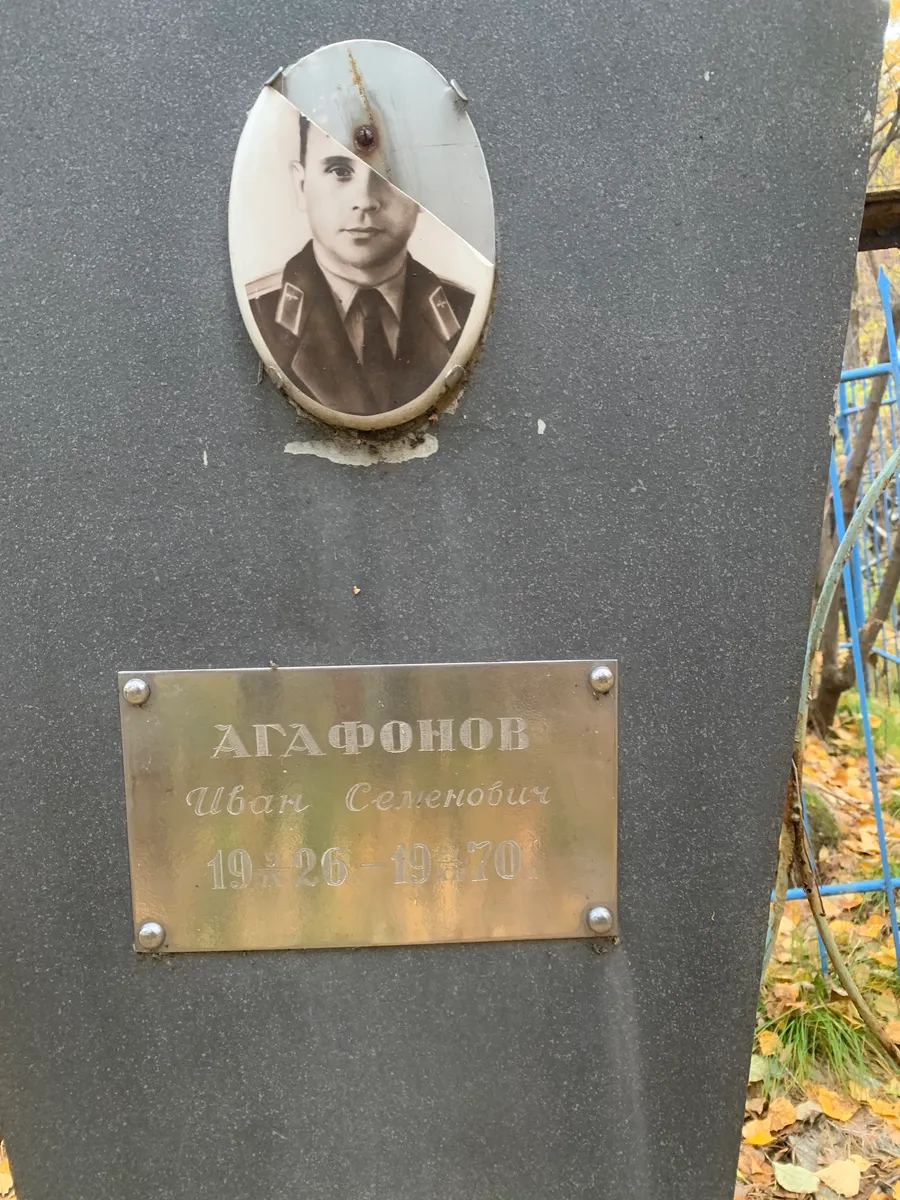 АГАФОНОВ
Иван Семенович
1926 - 1970